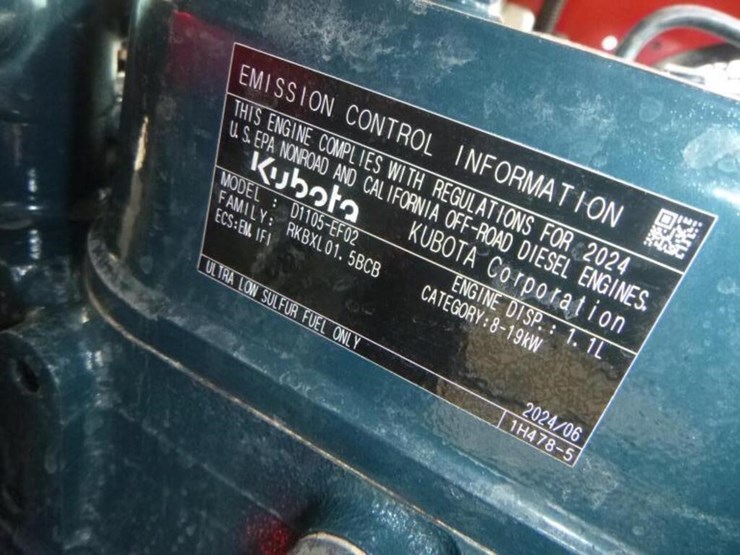 EMISSION CONTROL INFORMATION
THIS ENGINE COMPLIES WITH REGULATIONS FOR 2024
U.S. EPA NONROAD AND CALIFORNIA OFF-ROAD DIESEL ENGINES.
Kubota KUBOTA Corporation
MODEL : D1105-EF02 ENGINE DISP.: 1.1L
FAMILY: RKBXL01.5BCB CATEGORY:8-19kW
ECS:EM,IFI
ULTRA LOW SULFUR FUEL ONLY
2024/06
1H478-5